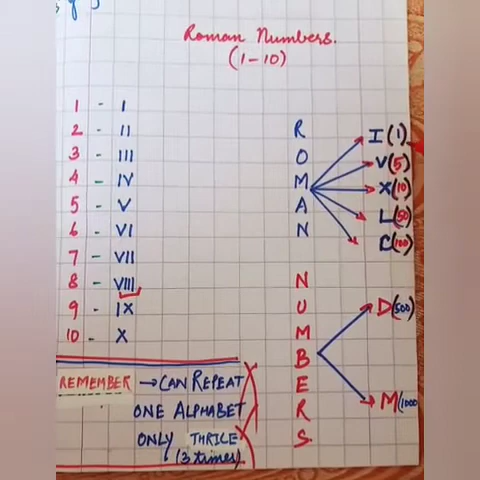 Roman Numbers.
(1-10)
1 - I
2 - II
3 - III
4 - IV
5 - V
6 - VI
7 - VII
8 - VIII
9 - IX
10 - X
REMEMBER → CAN REPEAT
ONE ALPHABET
ONLY THRICE
(3 times)
R
O
M
A
N
I (1)
V (5)
X (10)
L (50)
C (100)
N
U
M
B
E
R
S
D (500)
M (1000